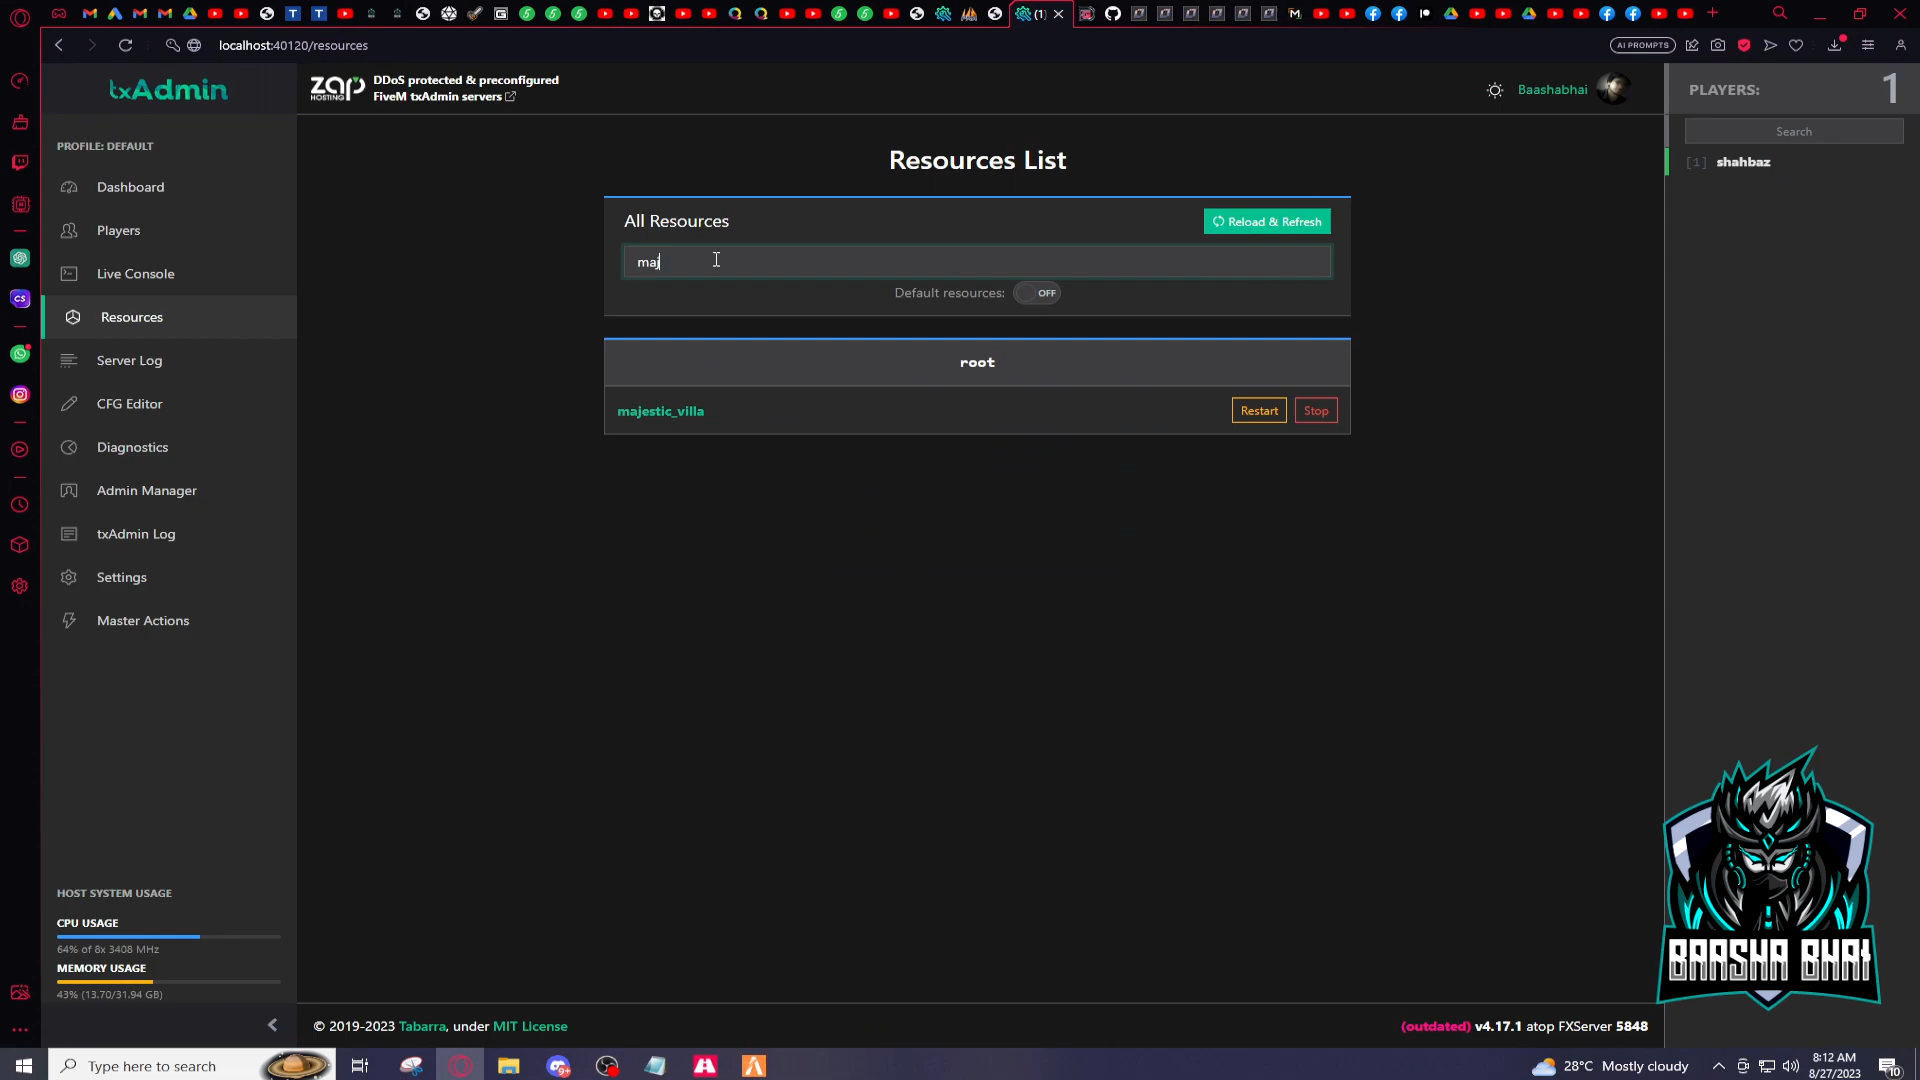 (1)
localhost:40120/resources
AI PROMPTS
txAdmin
ZAP
HOSTING
DDoS protected & preconfigured
FiveM txAdmin servers
Baashabhai
PLAYERS:
1
Search
[1] shahbaz
PROFILE: DEFAULT
Dashboard
Players
Live Console
Resources
Server Log
CFG Editor
Diagnostics
Admin Manager
txAdmin Log
Settings
Master Actions
Resources List
All Resources
Reload & Refresh
maj
Default resources:
OFF
root
majestic_villa
Restart
Stop
HOST SYSTEM USAGE
CPU USAGE
64% of 8x 3408 MHz
MEMORY USAGE
43% (13.70/31.94 GB)
BAASHA BHAI
© 2019-2023 Tabarra, under MIT License
(outdated) v4.17.1 atop FXServer 5848
Type here to search
28°C Mostly cloudy
8:12 AM
8/27/2023
10